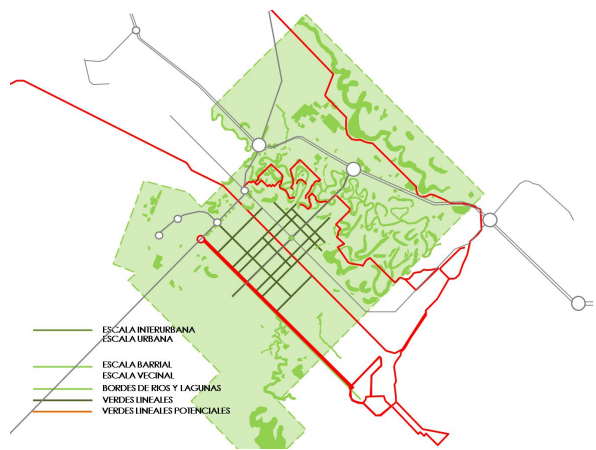 ESCALA INTERURBANA
ESCALA URBANA
ESCALA BARRIAL
ESCALA VECINAL
BORDES DE RIOS Y LAGUNAS
VERDES LINEALES
VERDES LINEALES POTENCIALES